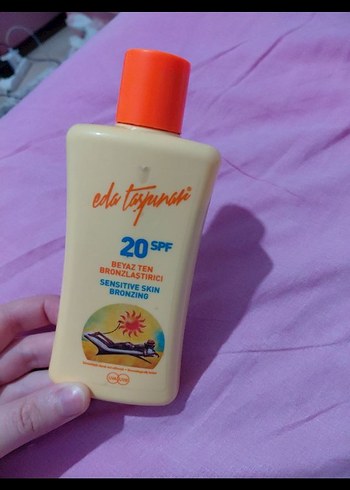 eda taşpınar
20 SPF
BEYAZ TEN
BRONZLAŞTIRICI
SENSITIVE SKIN
BRONZING